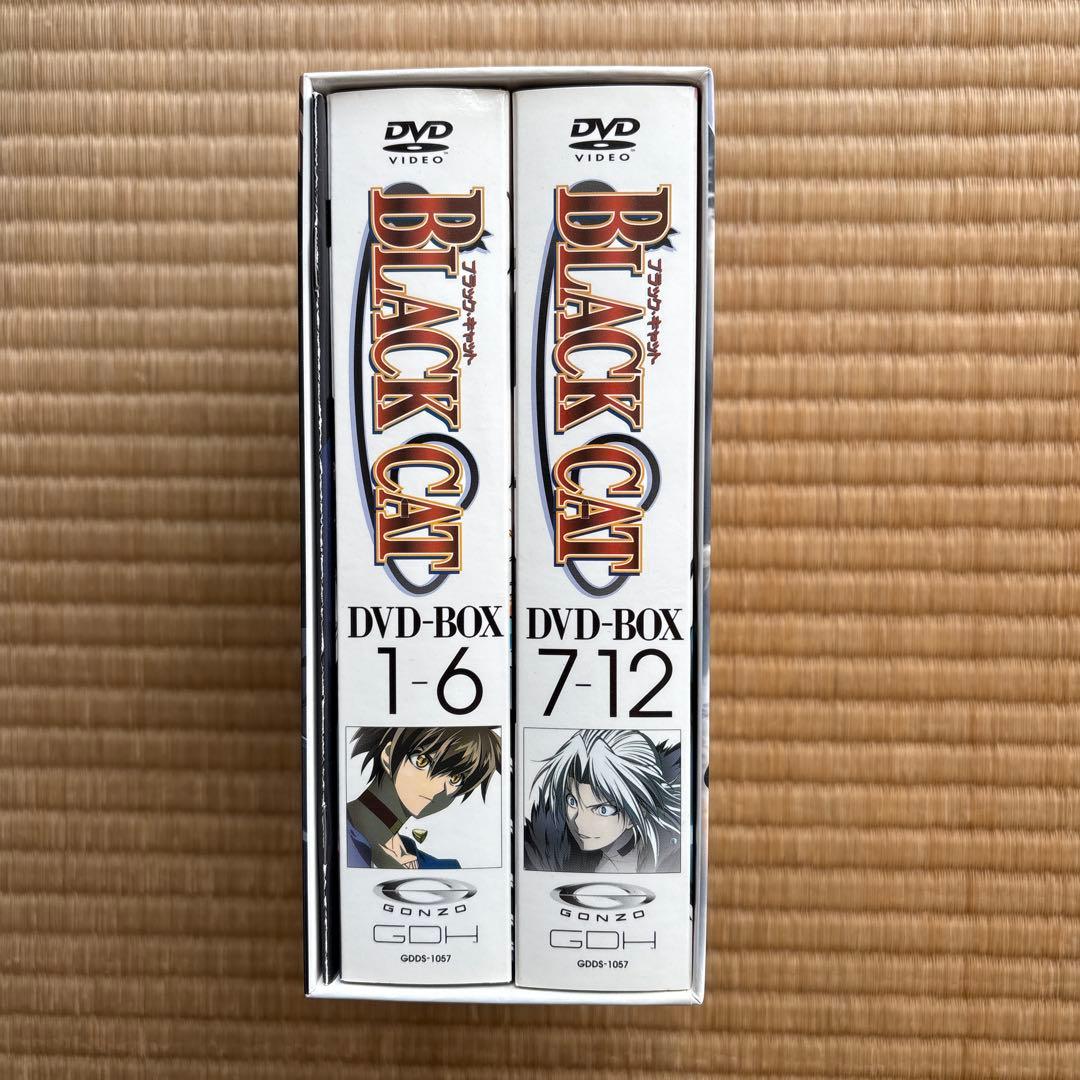 DVD
VIDEO™
BLACK CAT
ブラック・キャット
DVD-BOX
1-6
GONZO
GDH
GDDS-1057
DVD
VIDEO™
BLACK CAT
ブラック・キャット
DVD-BOX
7-12
GONZO
GDH
GDDS-1057